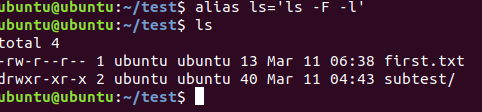 ubuntu@ubuntu:~/test$ alias ls='ls -F -l'
ubuntu@ubuntu:~/test$ ls
total 4
-rw-r--r-- 1 ubuntu ubuntu 13 Mar 11 06:38 first.txt
drwxr-xr-x 2 ubuntu ubuntu 40 Mar 11 04:43 subtest/
ubuntu@ubuntu:~/test$